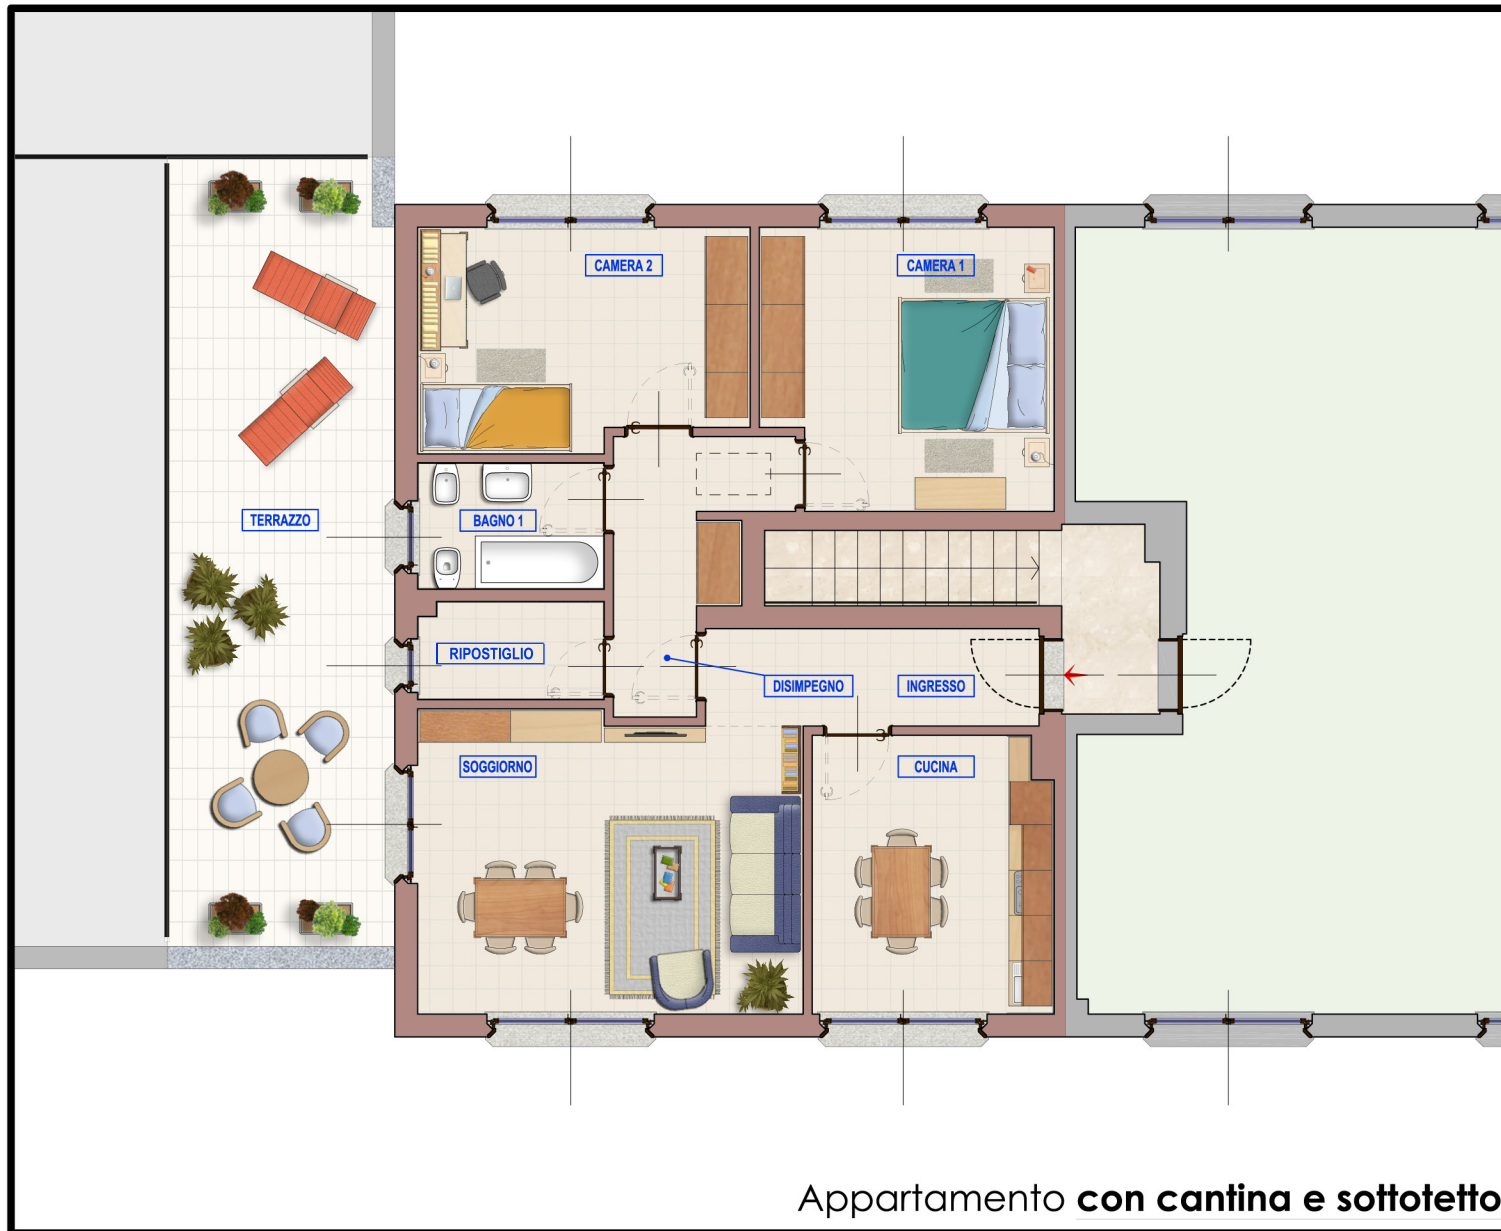 CAMERA 2
CAMERA 1
TERRAZZO
BAGNO 1
RIPOSTIGLIO
DISIMPEGNO
INGRESSO
SOGGIORNO
CUCINA
Appartamento con cantina e sottotetto